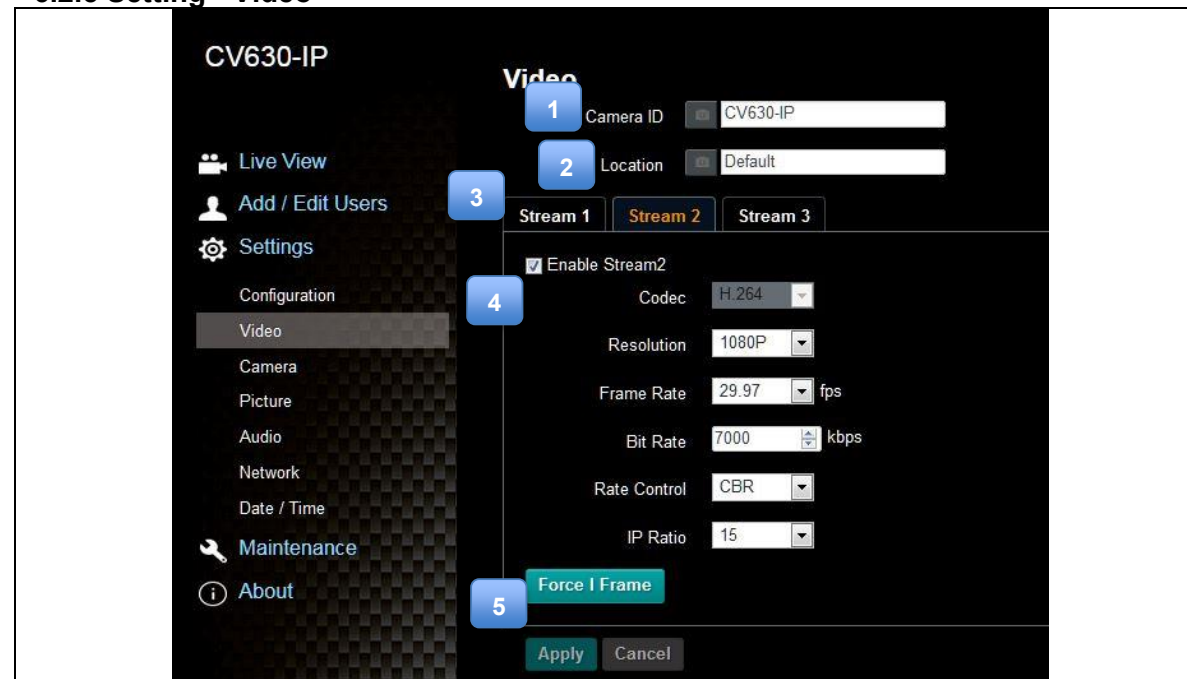 Setting - Video
CV630-IP
Video
1 Camera ID CV630-IP
2 Location Default
Live View
Add / Edit Users
Settings
Configuration
Video
Camera
Picture
Audio
Network
Date / Time
Maintenance
About
3 Stream 1 Stream 2 Stream 3
Enable Stream2
4 Codec H.264
Resolution 1080P
Frame Rate 29.97 fps
Bit Rate 7000 kbps
Rate Control CBR
IP Ratio 15
Force I Frame
5
Apply Cancel